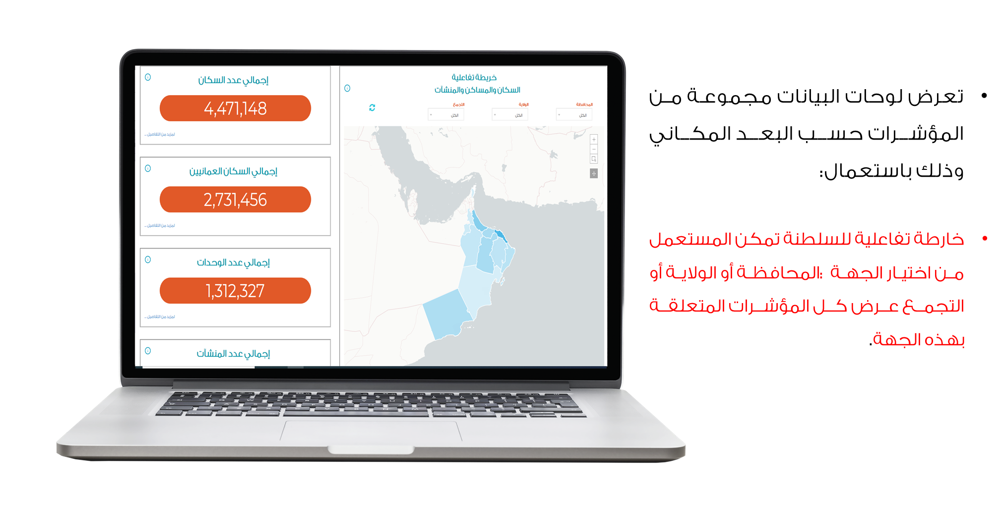 تعرض لوحات البيانات مجموعة من
المؤشرات حسب البعد المكاني
وذلك باستعمال:
خارطة تفاعلية للسلطنة تمكن المستعمل
من اختيار الجهة :المحافظة أو الولاية أو
التجمع عرض كل المؤشرات المتعلقة
بهذه الجهة.
خريطة تفاعلية
السكان والمساكن والمنشآت
المحافظة الولاية التجمع
الكل الكل الكل
إجمالي عدد السكان
4,471,148
لمزيد من التفاصيل ..
إجمالي السكان العمانيين
2,731,456
لمزيد من التفاصيل ..
إجمالي عدد الوحدات
1,312,327
لمزيد من التفاصيل ..
إجمالي عدد المنشآت